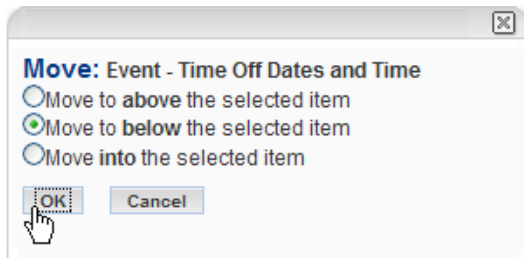 Move: Event - Time Off Dates and Time
Move to above the selected item
Move to below the selected item
Move into the selected item
OK Cancel